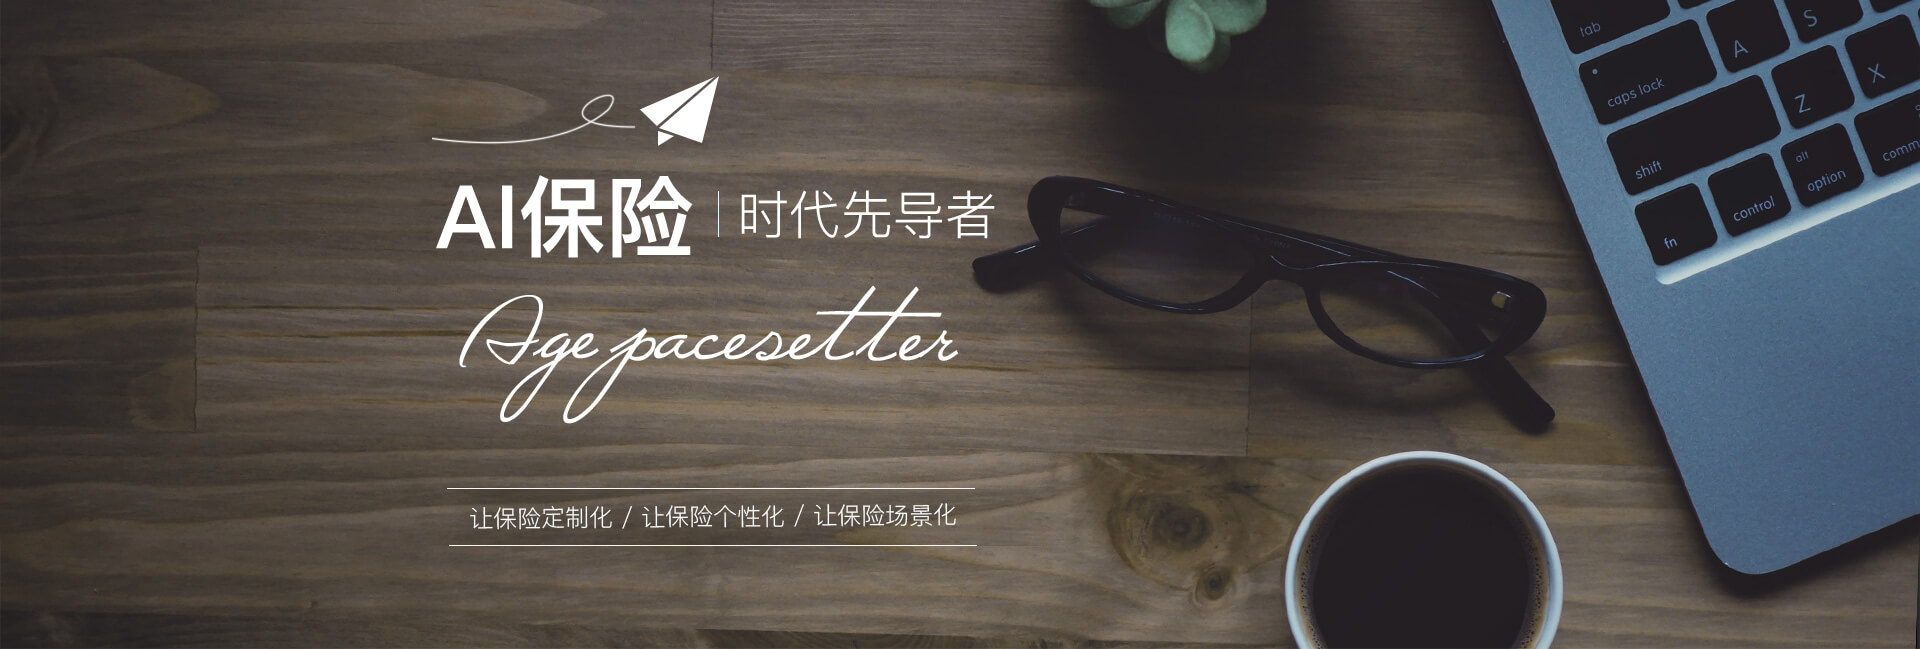 AI保险 | 时代先导者
Age pacesetter
让保险定制化 / 让保险个性化 / 让保险场景化
tab
A
S
caps lock
Z
X
shift
alt
option
comm
control
fn